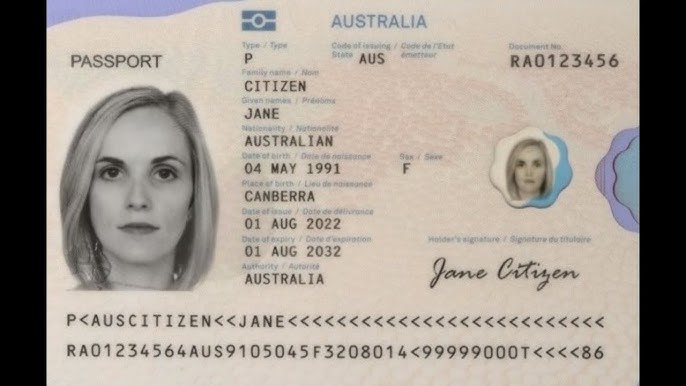 AUSTRALIA
PASSPORT
Type / Type
Code of issuing / Code de l'Etat
State émetteur
Document No.
P
AUS
RA0123456
Family name / Nom
CITIZEN
Given names / Prénoms
JANE
Nationality / Nationalité
AUSTRALIAN
Date of birth / Date de naissance
Sex / Sexe
04 MAY 1991
F
Place of birth / Lieu de naissance
CANBERRA
Date of issue / Date de délivrance
01 AUG 2022
Date of expiry / Date d'expiration
01 AUG 2032
Authority / Autorité
AUSTRALIA
Holder's signature / Signature du titulaire
Jane Citizen
P<AUSCITIZEN<<JANE<<<<<<<<<<<<<<<<<<<<<<<<<<
RA01234564AUS9105045F3208014<99999000T<<<<86